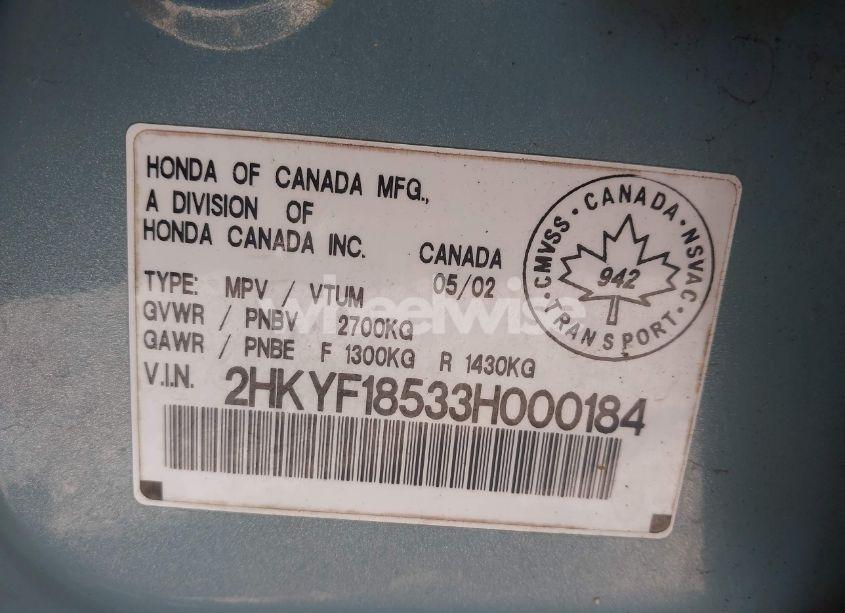 HONDA OF CANADA MFG.,
A DIVISION OF
HONDA CANADA INC. CANADA
TYPE: MPV / VTUM 05/02
GVWR / PNBV 2700KG
GAWR / PNBE F 1300KG R 1430KG
V.I.N. 2HKYF18533H000184
CMVSS · CANADA · NSVAC · TRANSPORT ·
942
wheelwise